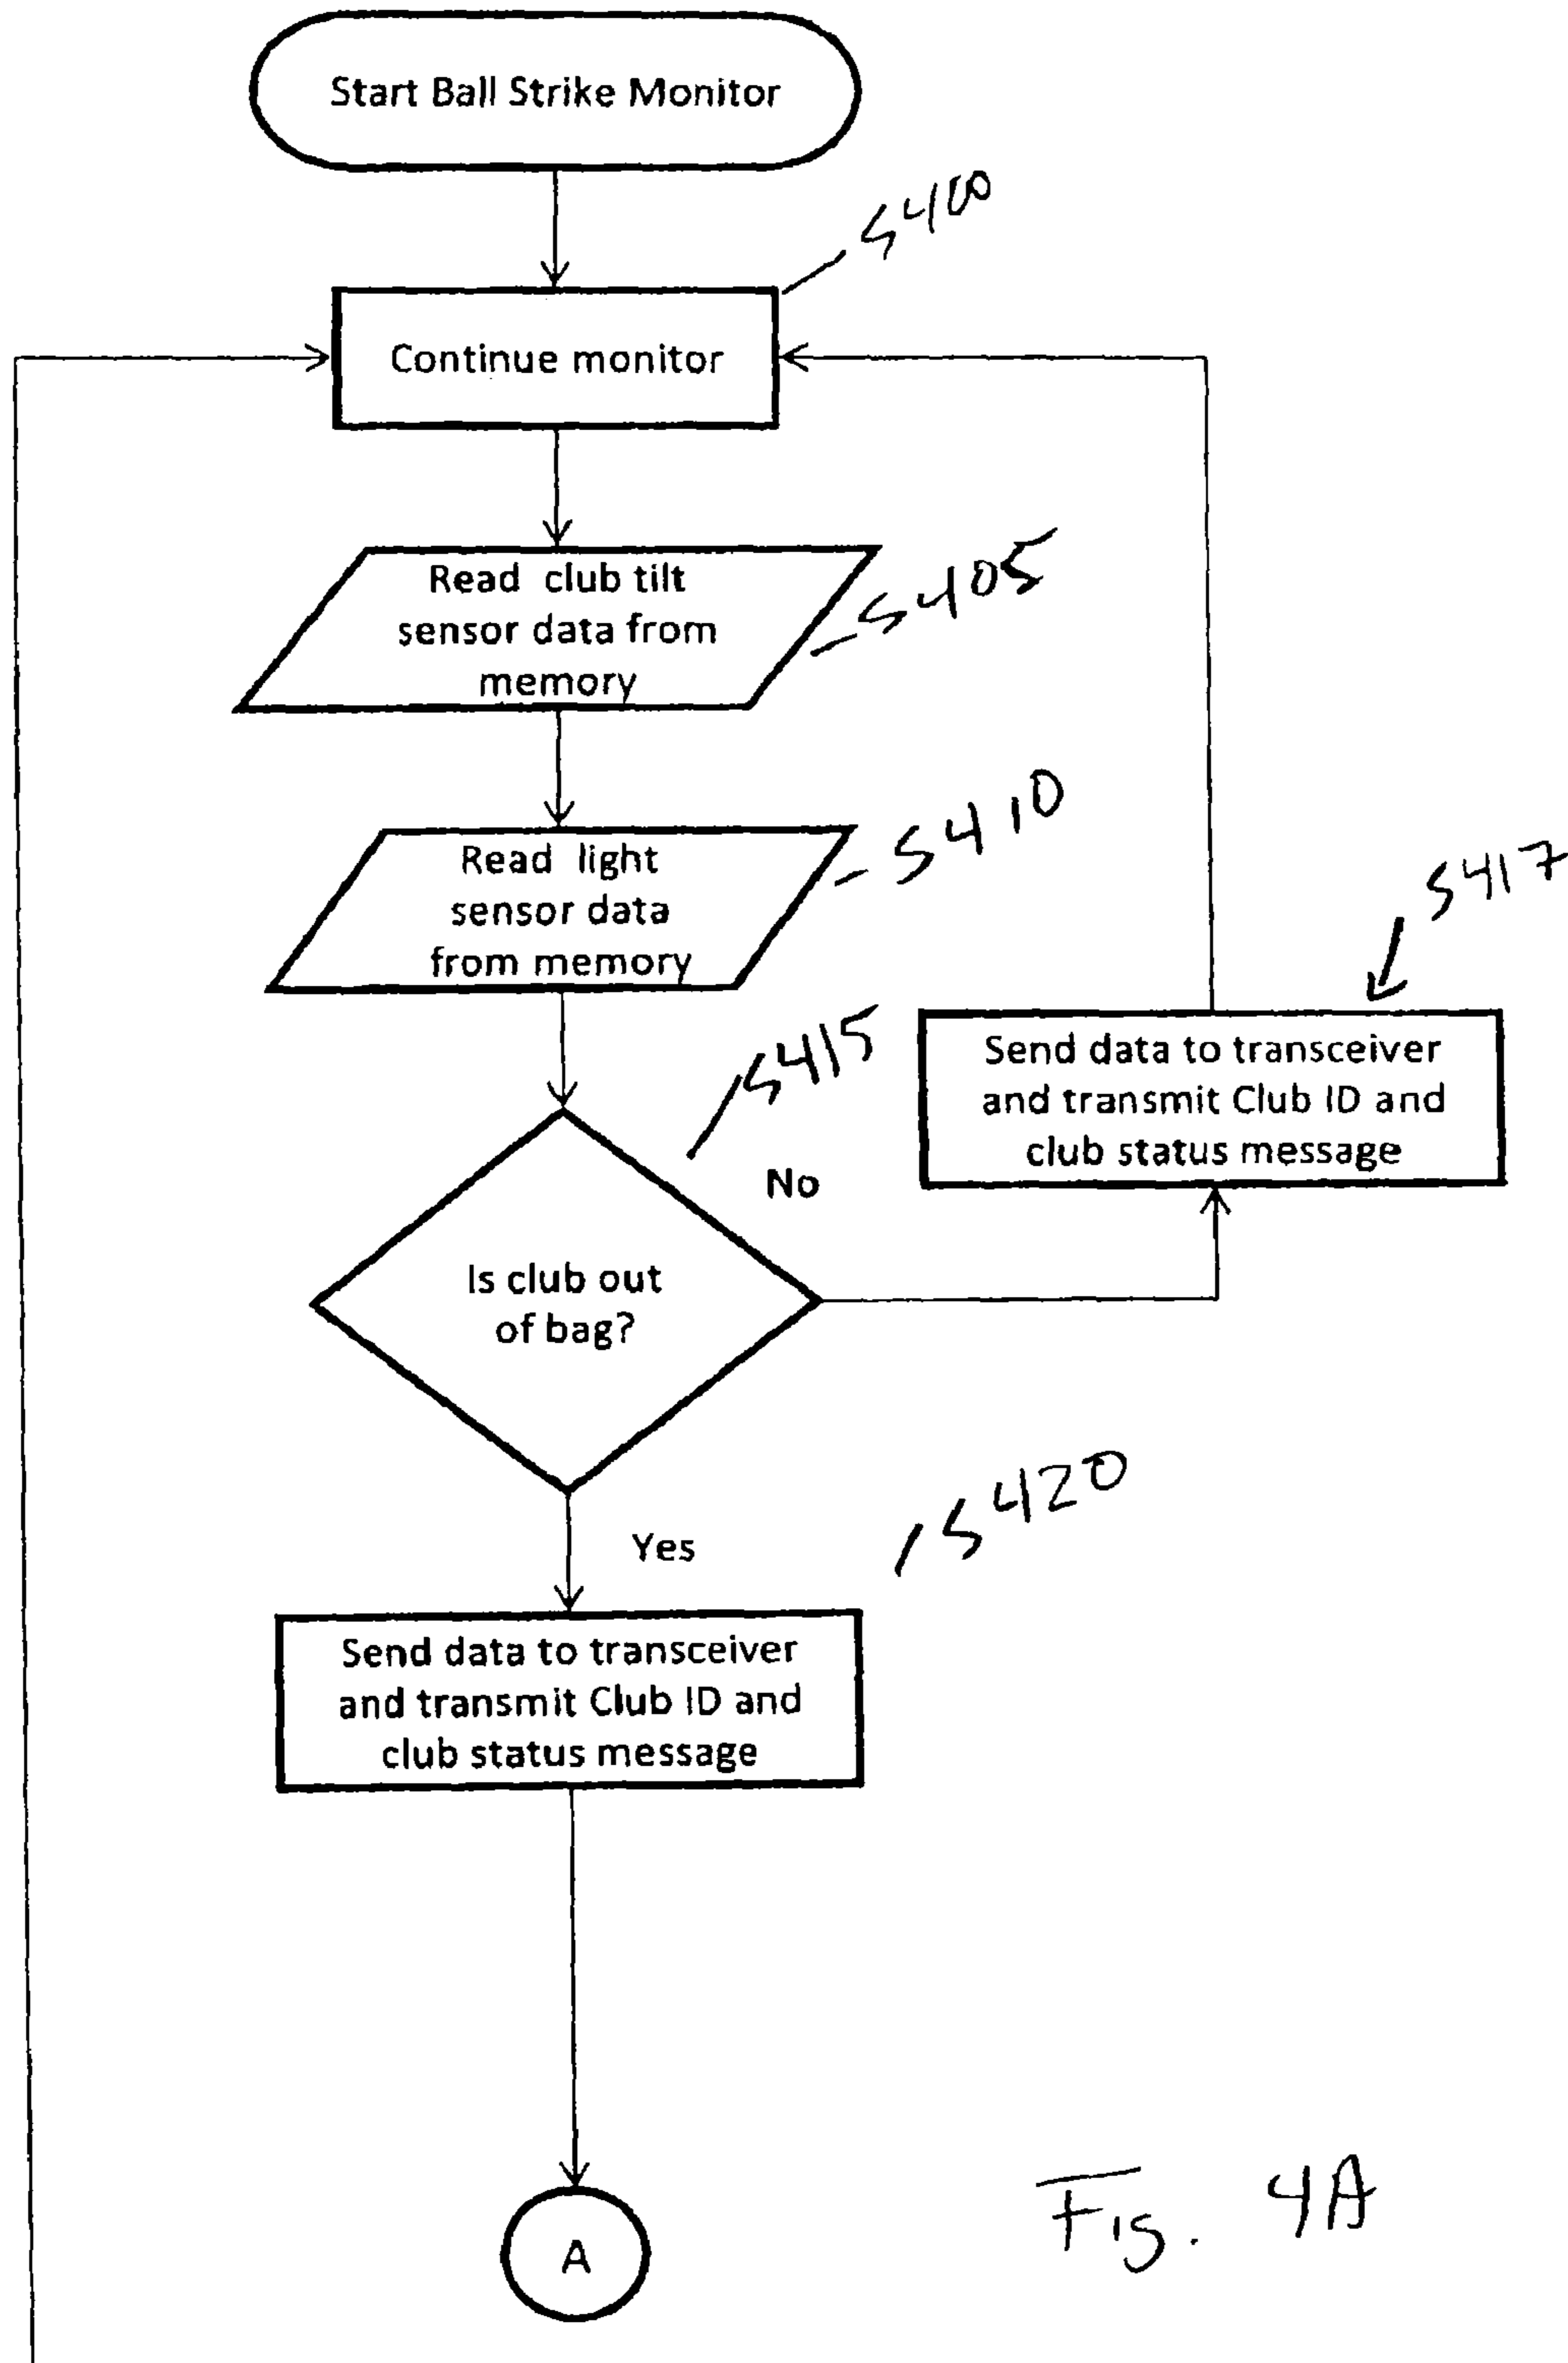 Start Ball Strike Monitor
S400
Continue monitor
Read club tilt
sensor data from
memory
S405
Read light
sensor data
from memory
S410
S417
Send data to transceiver
and transmit Club ID and
club status message
S415
No
Is club out
of bag?
Yes
S420
Send data to transceiver
and transmit Club ID and
club status message
A
Fig. 4A